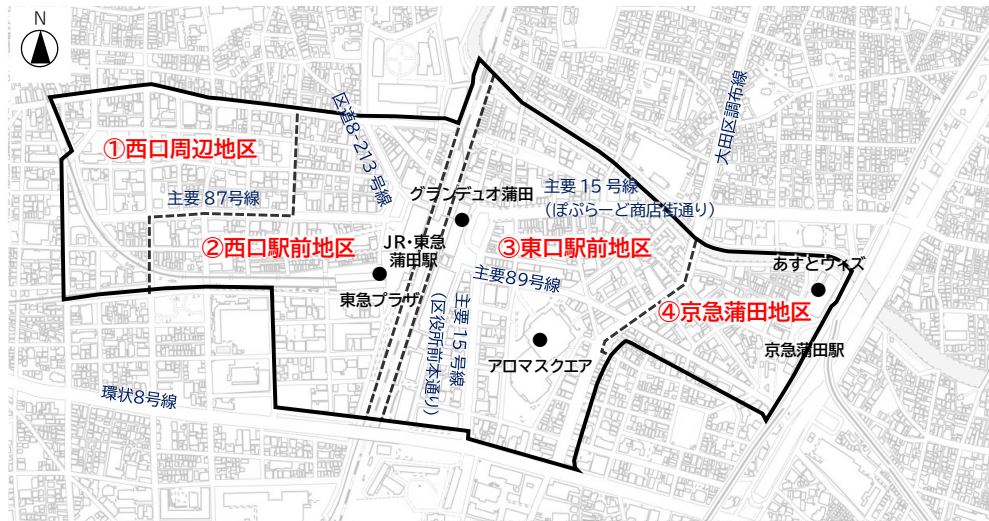 N
①西口周辺地区
区道8-213号線
大田区調布線
主要87号線
グランデュオ蒲田
主要15号線
(ぽぷらーど商店街通り)
②西口駅前地区
JR・東急
蒲田駅
③東口駅前地区
あすとウィズ
東急プラザ
主要89号線
主要15号線
(区役所前本通り)
④京急蒲田地区
京急蒲田駅
アロマスクエア
環状8号線